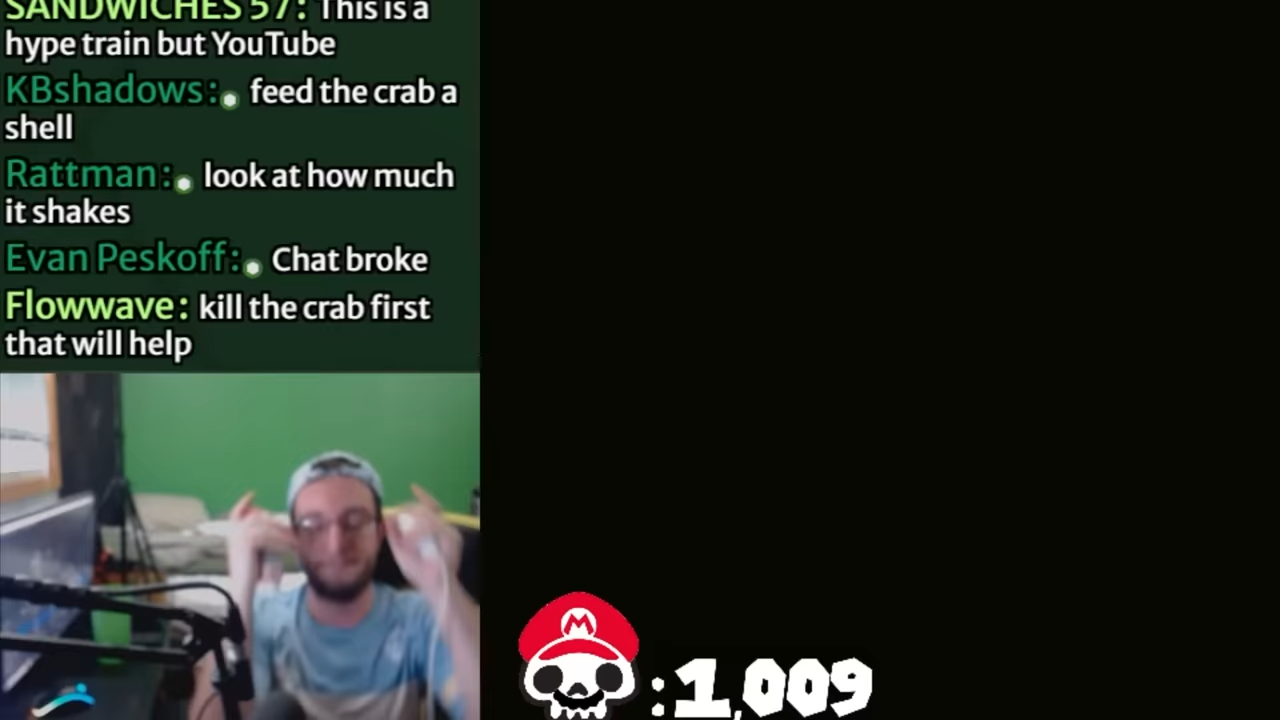 SANDWICHES 57: This is a
hype train but YouTube
KBshadows: feed the crab a
shell
Rattman: look at how much
it shakes
Evan Peskoff: Chat broke
Flowwave: kill the crab first
that will help
M
:1,009